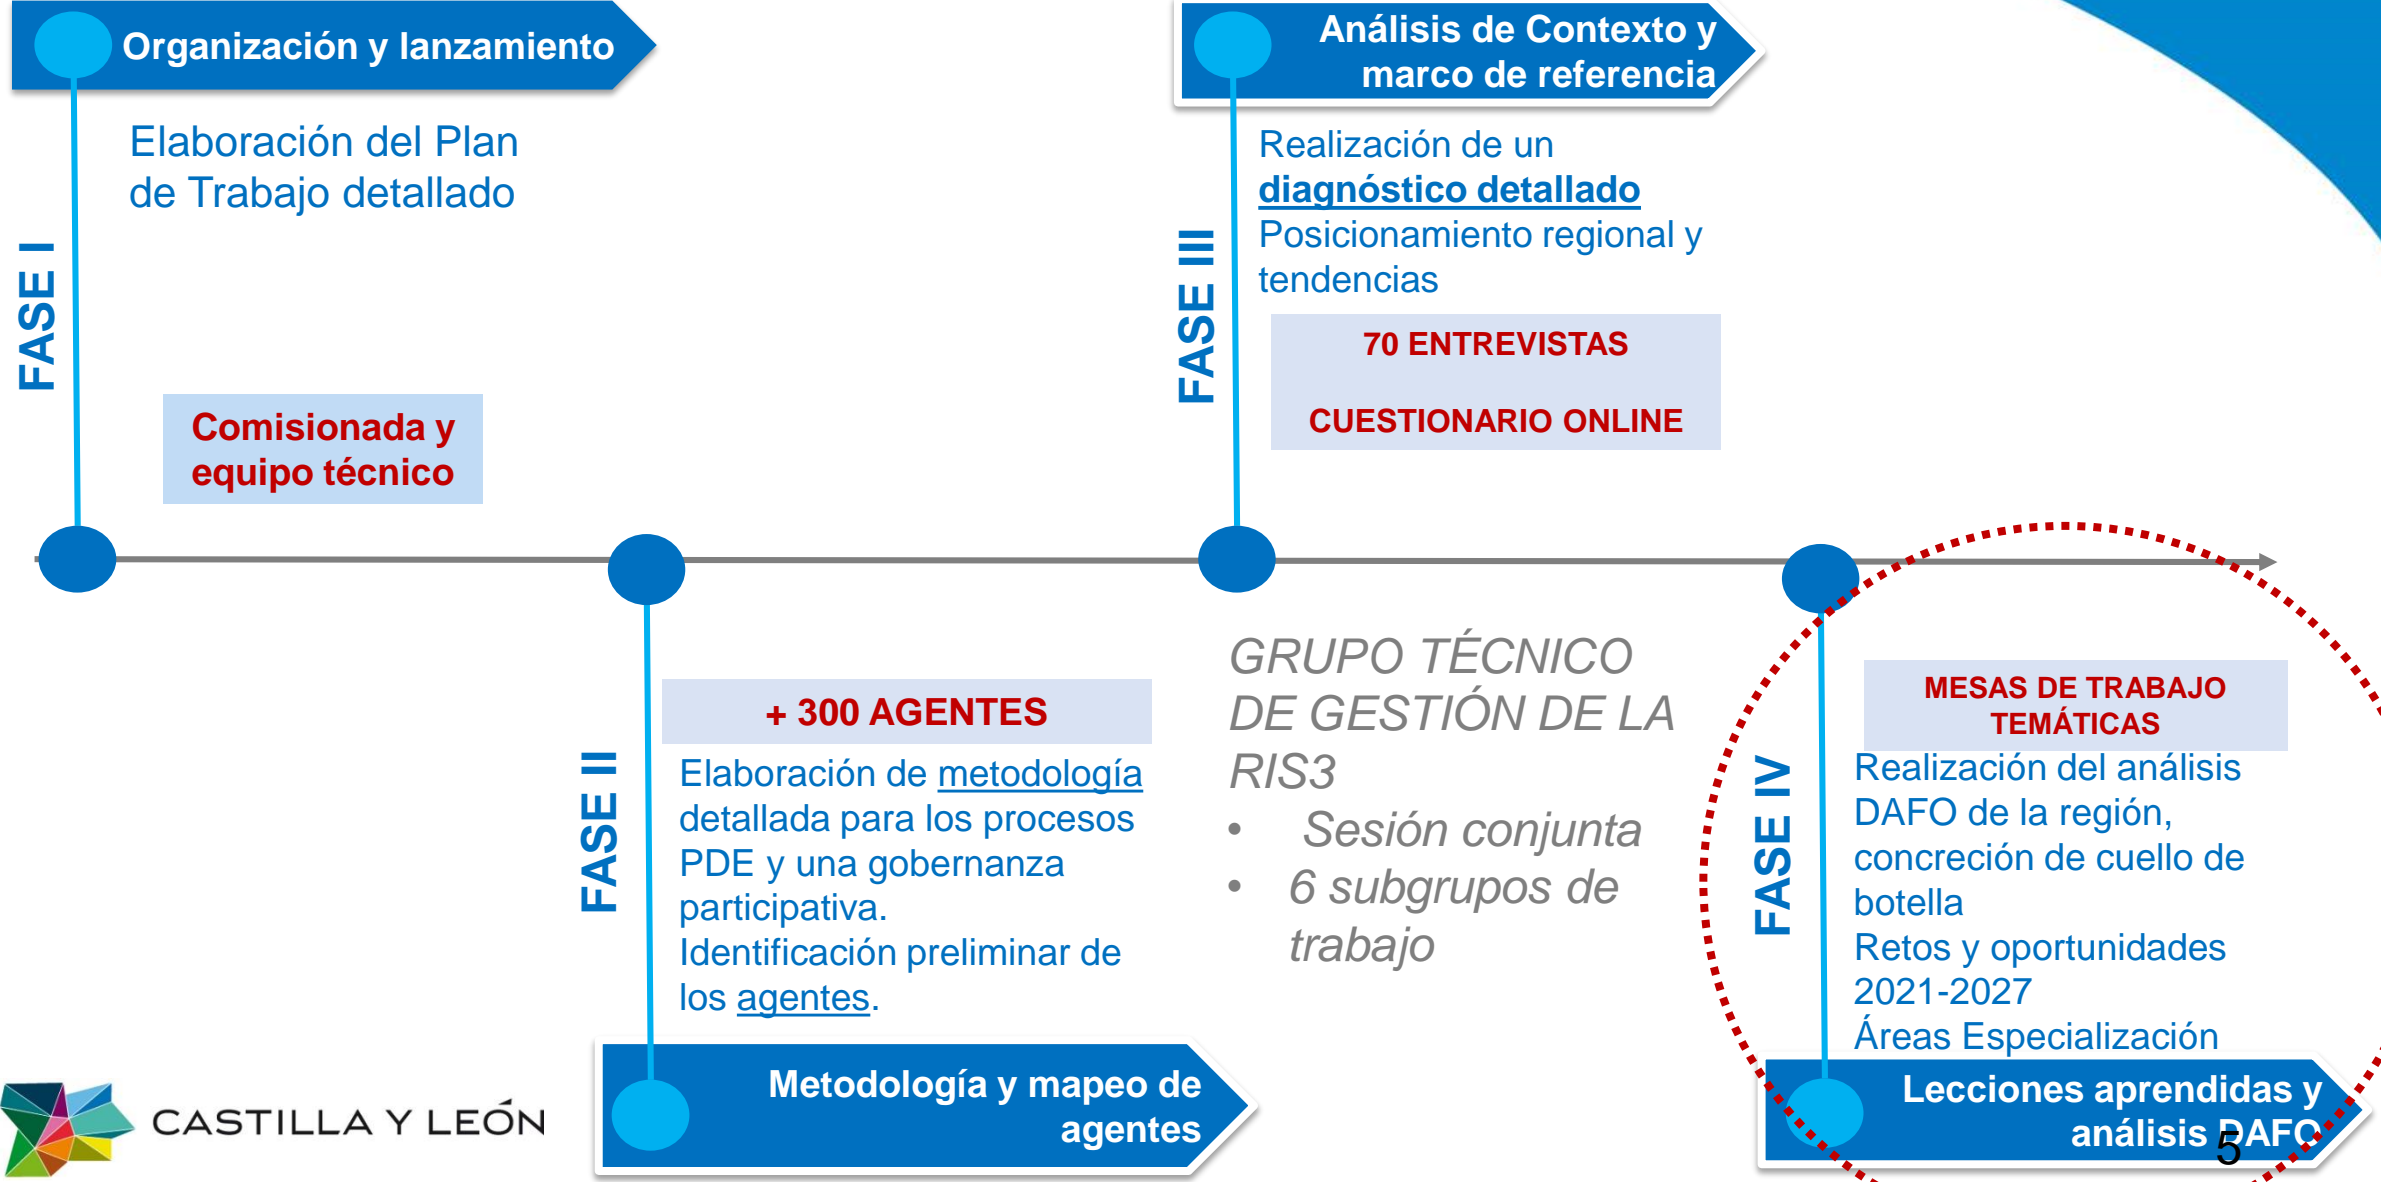 Organización y lanzamiento
Elaboración del Plan
de Trabajo detallado
FASE I
Comisionada y
equipo técnico
+ 300 AGENTES
FASE II
Elaboración de metodología
detallada para los procesos
PDE y una gobernanza
participativa.
Identificación preliminar de
los agentes.
Metodología y mapeo de
agentes
Análisis de Contexto y
marco de referencia
Realización de un
diagnóstico detallado
Posicionamiento regional y
tendencias
FASE III
70 ENTREVISTAS
CUESTIONARIO ONLINE
GRUPO TÉCNICO
DE GESTIÓN DE LA
RIS3
• Sesión conjunta
• 6 subgrupos de
trabajo
MESAS DE TRABAJO
TEMÁTICAS
FASE IV
Realización del análisis
DAFO de la región,
concreción de cuello de
botella
Retos y oportunidades
2021-2027
Áreas Especialización
Lecciones aprendidas y
análisis DAFO
5
CASTILLA Y LEÓN